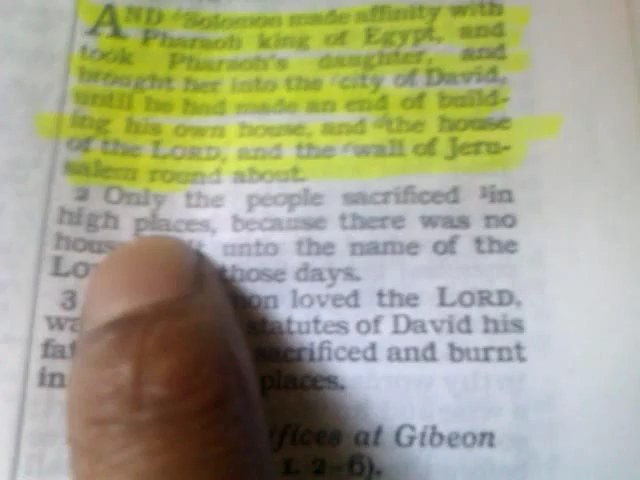 AND Solomon made affinity with
Pharaoh king of Egypt, and
took Pharaoh's daughter, and
brought her into the city of David,
until he had made an end of build-
ing his own house, and the house
of the LORD, and the wall of Jeru-
salem round about.
2 Only the people sacrificed in
high places, because there was no
unto the name of the
those days.
3 loved the LORD,
statutes of David his
sacrificed and burnt
in places.
at Gibeon
2-6).